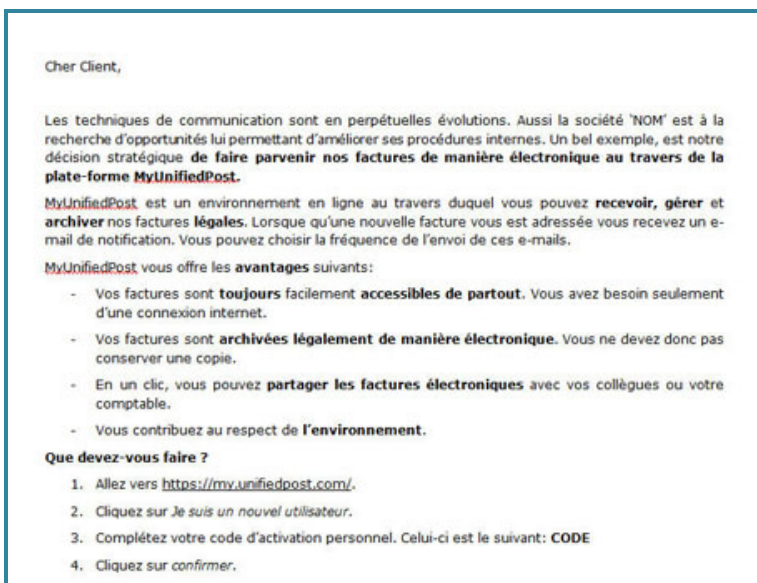 Cher Client,
Les techniques de communication sont en perpétuelles évolutions. Aussi la société 'NOM' est à la
recherche d'opportunités lui permettant d'améliorer ses procédures internes. Un bel exemple, est notre
décision stratégique de faire parvenir nos factures de manière électronique au travers de la
plate-forme MyUnifiedPost.
MyUnifiedPost est un environnement en ligne au travers duquel vous pouvez recevoir, gérer et
archiver nos factures légales. Lorsque qu'une nouvelle facture vous est adressée vous recevez un e-
mail de notification. Vous pouvez choisir la fréquence de l'envoi de ces e-mails.
MyUnifiedPost vous offre les avantages suivants:
- Vos factures sont toujours facilement accessibles de partout. Vous avez besoin seulement
d'une connexion internet.
- Vos factures sont archivées légalement de manière électronique. Vous ne devez donc pas
conserver une copie.
- En un clic, vous pouvez partager les factures électroniques avec vos collègues ou votre
comptable.
- Vous contribuez au respect de l'environnement.
Que devez-vous faire ?
1. Allez vers https://my.unifiedpost.com/.
2. Cliquez sur Je suis un nouvel utilisateur.
3. Complétez votre code d'activation personnel. Celui-ci est le suivant: CODE
4. Cliquez sur confirmer.